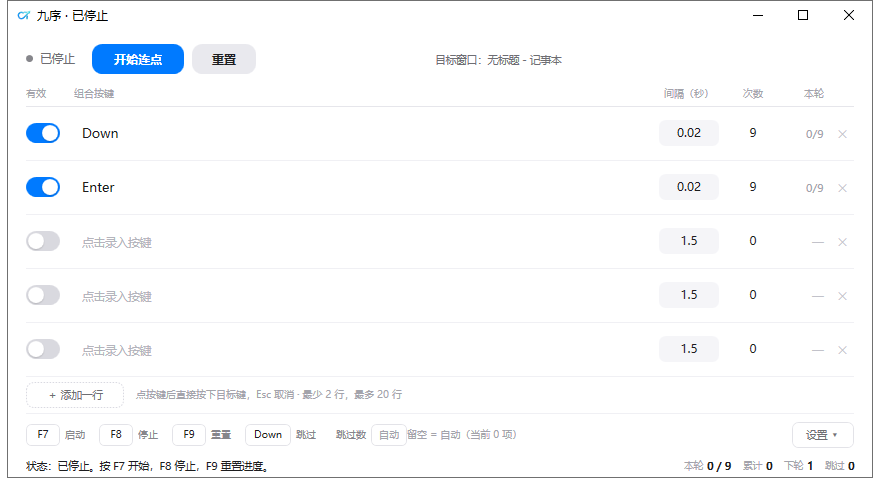 九序 · 已停止
已停止 开始连点 重置 目标窗口：无标题 - 记事本
有效 组合按键 间隔（秒） 次数 本轮
Down 0.02 9 0/9 ×
Enter 0.02 9 0/9 ×
点击录入按键 1.5 0 — ×
点击录入按键 1.5 0 — ×
点击录入按键 1.5 0 — ×
+ 添加一行 点按键后直接按下目标键，Esc 取消 · 最少 2 行，最多 20 行
F7 启动 F8 停止 F9 重置 Down 跳过 跳过数 自动 留空 = 自动（当前 0 项） 设置 ▾
状态：已停止。按 F7 开始，F8 停止，F9 重置进度。 本轮 0 / 9 累计 0 下轮 1 跳过 0